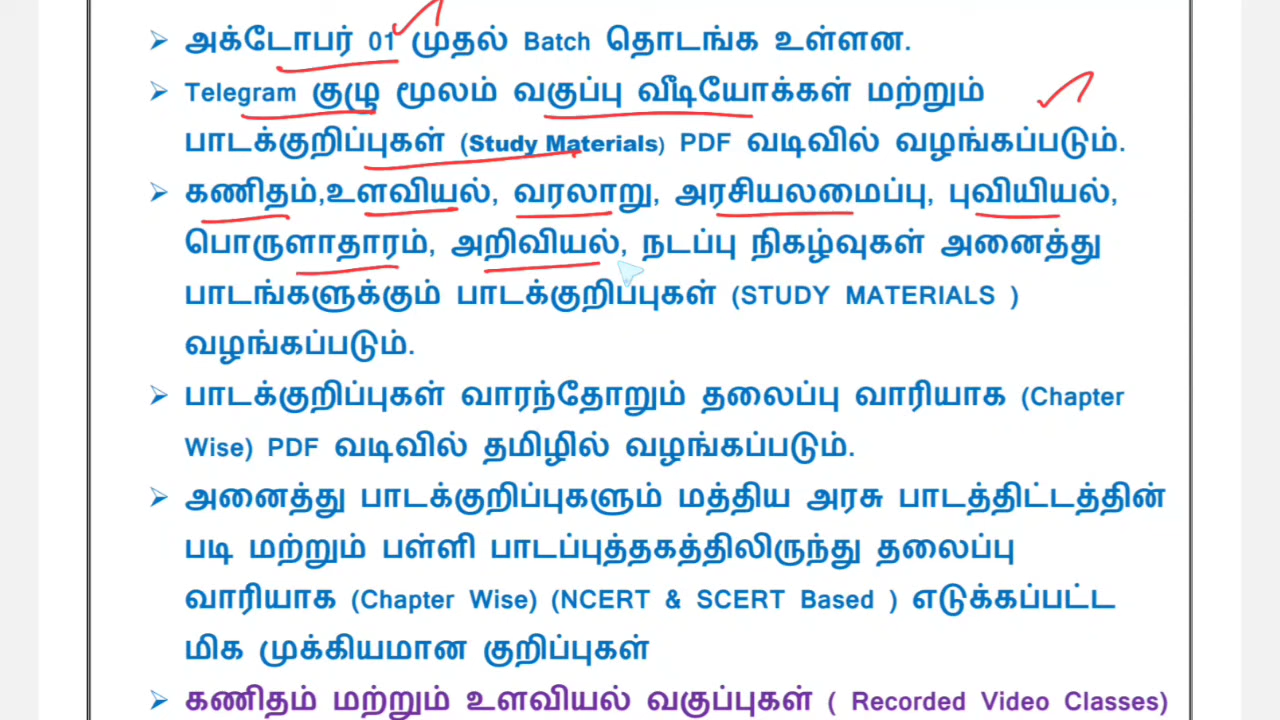 ➢ அக்டோபர் 01 முதல் Batch தொடங்க உள்ளன.
➢ Telegram குழு மூலம் வகுப்பு வீடியோக்கள் மற்றும்
பாடக்குறிப்புகள் (Study Materials) PDF வடிவில் வழங்கப்படும்.
➢ கணிதம்,உளவியல், வரலாறு, அரசியலமைப்பு, புவியியல்,
பொருளாதாரம், அறிவியல், நடப்பு நிகழ்வுகள் அனைத்து
பாடங்களுக்கும் பாடக்குறிப்புகள் (STUDY MATERIALS )
வழங்கப்படும்.
➢ பாடக்குறிப்புகள் வாரந்தோறும் தலைப்பு வாரியாக (Chapter
Wise) PDF வடிவில் தமிழில் வழங்கப்படும்.
➢ அனைத்து பாடக்குறிப்புகளும் மத்திய அரசு பாடத்திட்டத்தின்
படி மற்றும் பள்ளி பாடப்புத்தகத்திலிருந்து தலைப்பு
வாரியாக (Chapter Wise) (NCERT & SCERT Based ) எடுக்கப்பட்ட
மிக முக்கியமான குறிப்புகள்
➢ கணிதம் மற்றும் உளவியல் வகுப்புகள் ( Recorded Video Classes)